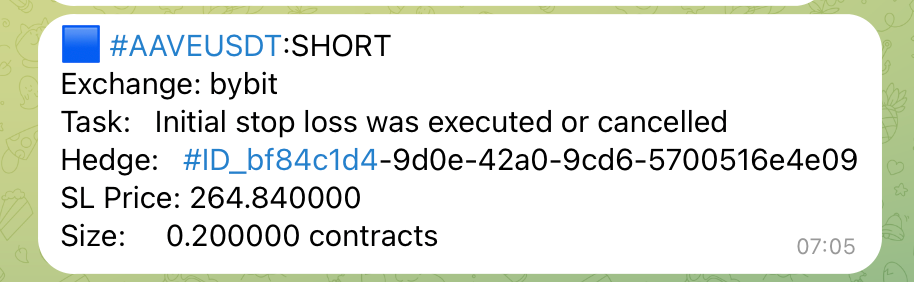 #AAVEUSDT:SHORT
Exchange: bybit
Task: Initial stop loss was executed or cancelled
Hedge: #ID_bf84c1d4-9d0e-42a0-9cd6-5700516e4e09
SL Price: 264.840000
Size: 0.200000 contracts
07:05